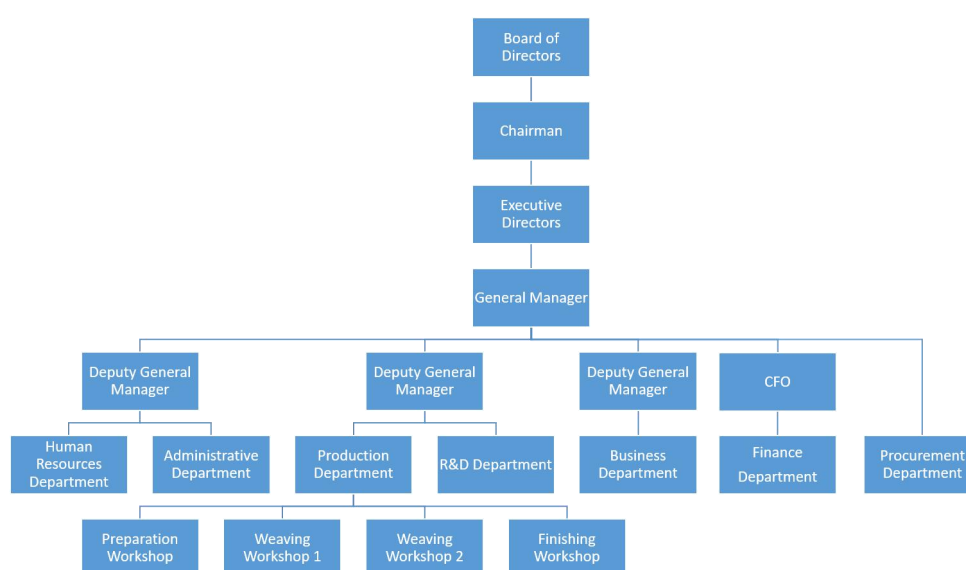 Board of
Directors
Chairman
Executive
Directors
General Manager
Deputy General
Manager
Deputy General
Manager
Deputy General
Manager
CFO
Human
Resources
Department
Administrative
Department
Production
Department
R&D Department
Business
Department
Finance
Department
Procurement
Department
Preparation
Workshop
Weaving
Workshop 1
Weaving
Workshop 2
Finishing
Workshop